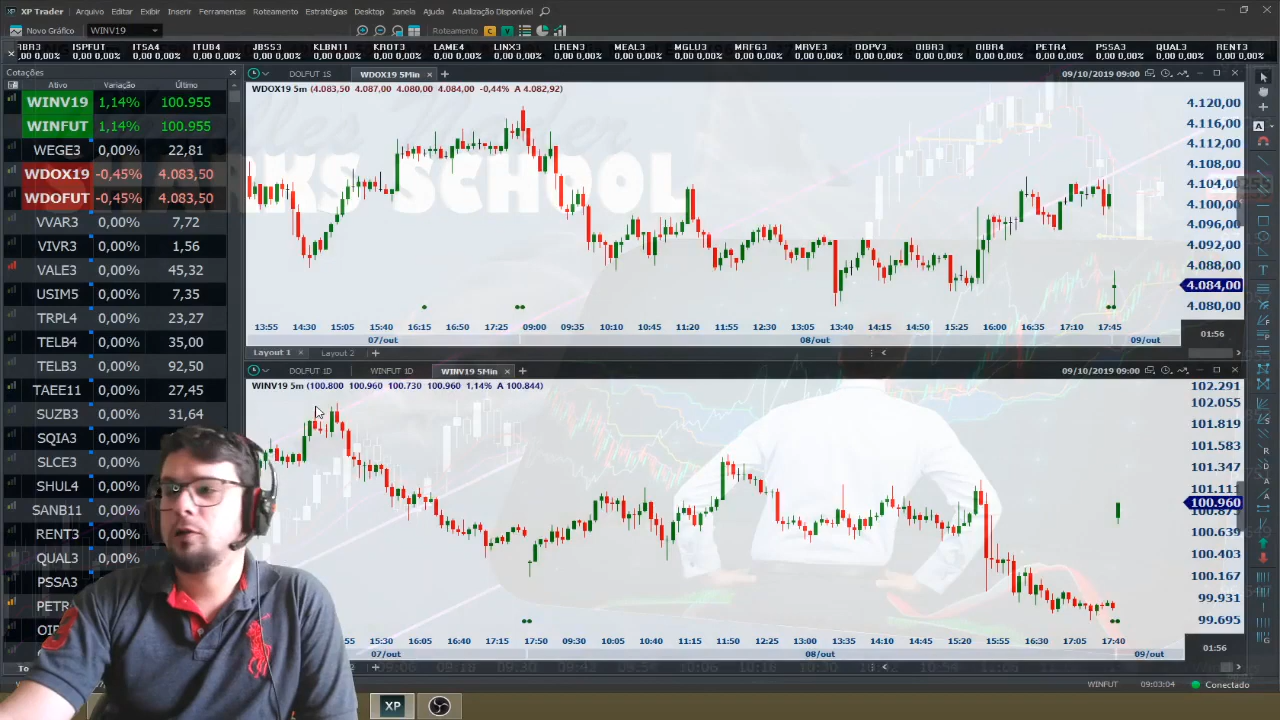 XP Trader Arquivo Editar Exibir Inserir Ferramentas Roteamento Estratégias Desktop Janela Ajuda Atualização Disponível
Novo Gráfico WINV19 Roteamento C V
IBR3 ISPFUT ITSA4 ITUB4 JBSS3 KLBN11 KROT3 LAME4 LINX3 LREN3 MEAL3 MGLU3 MRFG3 MRVE3 ODPV3 OIBR3 OIBR4 PETR4 PSSA3 QUAL3 RENT3
00 0,00% 0,00 0,00% 0,00 0,00% 0,00 0,00% 0,00 0,00% 0,00 0,00% 0,00 0,00% 0,00 0,00% 0,00 0,00% 0,00 0,00% 0,00 0,00% 0,00 0,00% 0,00 0,00% 0,00 0,00% 0,00 0,00% 0,00 0,00% 0,00 0,00% 0,00 0,00% 0,00 0,00% 0,00 0,00% 0,00 0,00%
Cotações
Ativo Variação Último
WINV19 1,14% 100.955
WINFUT 1,14% 100.955
WEGE3 0,00% 22,81
WDOX19 -0,45% 4.083,50
WDOFUT -0,45% 4.083,50
VVAR3 0,00% 7,72
VIVR3 0,00% 1,56
VALE3 0,00% 45,32
USIM5 0,00% 7,35
TRPL4 0,00% 23,27
TELB4 0,00% 35,00
TELB3 0,00% 92,50
TAEE11 0,00% 27,45
SUZB3 0,00% 31,64
SQIA3 0,00%
SLCE3 0,00%
SHUL4 0,00%
SANB11 0,00%
RENT3 0,00%
QUAL3 0,00%
PSSA3
PETR
DOLFUT 1S WDOX19 5Min 09/10/2019 09:00
WDOX19 5m (4.083,50 4.087,00 4.080,00 4.084,00 -0,44% A 4.082,92)
SHARKS SCHOOL
4.120,00
4.116,00
4.112,00
4.108,00
4.104,00
4.100,00
4.096,00
4.092,00
4.088,00
4.084,00
4.080,00
13:55 14:30 15:05 15:40 16:15 16:50 17:25 09:00 09:35 10:10 10:45 11:20 11:55 12:30 13:05 13:40 14:15 14:50 15:25 16:00 16:35 17:10 17:45
01:56
07/out 08/out 09/out
Layout 1 Layout 2
DOLFUT 1D WINFUT 1D WINV19 5Min 09/10/2019 09:00
WINV19 5m (100.800 100.960 100.730 100.960 1,14% A 100.844)
102.291
102.055
101.819
101.583
101.347
101.111
100.960
100.639
100.403
100.167
99.931
99.695
15:30 16:05 16:40 17:15 17:50 09:30 10:05 10:40 11:15 11:50 12:25 13:00 13:35 14:10 14:45 15:20 15:55 16:30 17:05 17:40
01:56
07/out 08/out 09/out
WINFUT 09:03:04 Conectado
XP